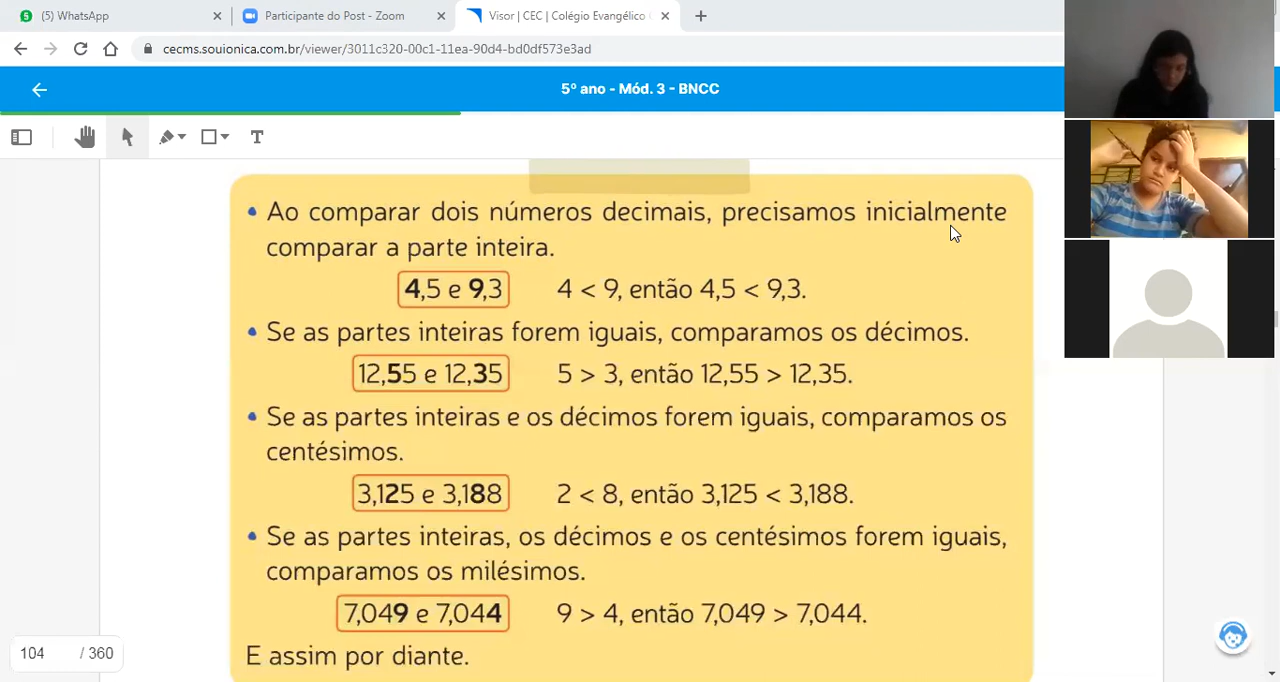 (5) WhatsApp
Participante do Post - Zoom
Visor | CEC | Colégio Evangélico
cecms.souionica.com.br/viewer/3011c320-00c1-11ea-90d4-bd0df573e3ad
5º ano - Mód. 3 - BNCC
T
• Ao comparar dois números decimais, precisamos inicialmente
comparar a parte inteira.
4,5 e 9,3 4 < 9, então 4,5 < 9,3.
• Se as partes inteiras forem iguais, comparamos os décimos.
12,55 e 12,35 5 > 3, então 12,55 > 12,35.
• Se as partes inteiras e os décimos forem iguais, comparamos os
centésimos.
3,125 e 3,188 2 < 8, então 3,125 < 3,188.
• Se as partes inteiras, os décimos e os centésimos forem iguais,
comparamos os milésimos.
7,049 e 7,044 9 > 4, então 7,049 > 7,044.
E assim por diante.
104 / 360